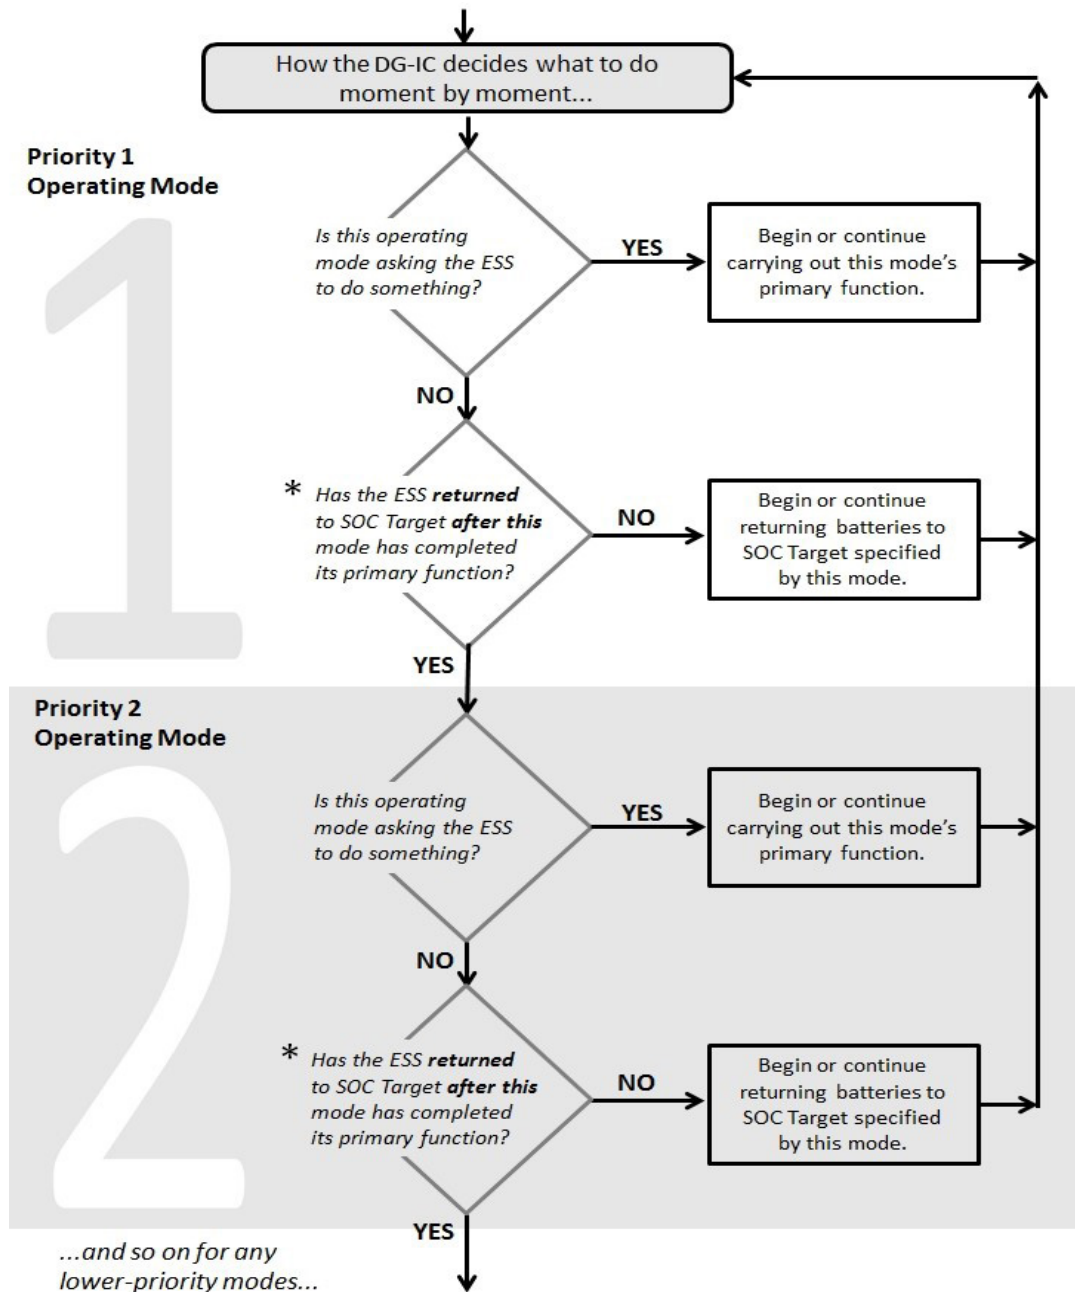 How the DG-IC decides what to do
moment by moment...
Priority 1
Operating Mode
1
Is this operating
mode asking the ESS
to do something?
YES
Begin or continue
carrying out this mode's
primary function.
NO
* Has the ESS returned
to SOC Target after this
mode has completed
its primary function?
NO
Begin or continue
returning batteries to
SOC Target specified
by this mode.
YES
Priority 2
Operating Mode
2
Is this operating
mode asking the ESS
to do something?
YES
Begin or continue
carrying out this mode's
primary function.
NO
* Has the ESS returned
to SOC Target after this
mode has completed
its primary function?
NO
Begin or continue
returning batteries to
SOC Target specified
by this mode.
YES
...and so on for any
lower-priority modes...